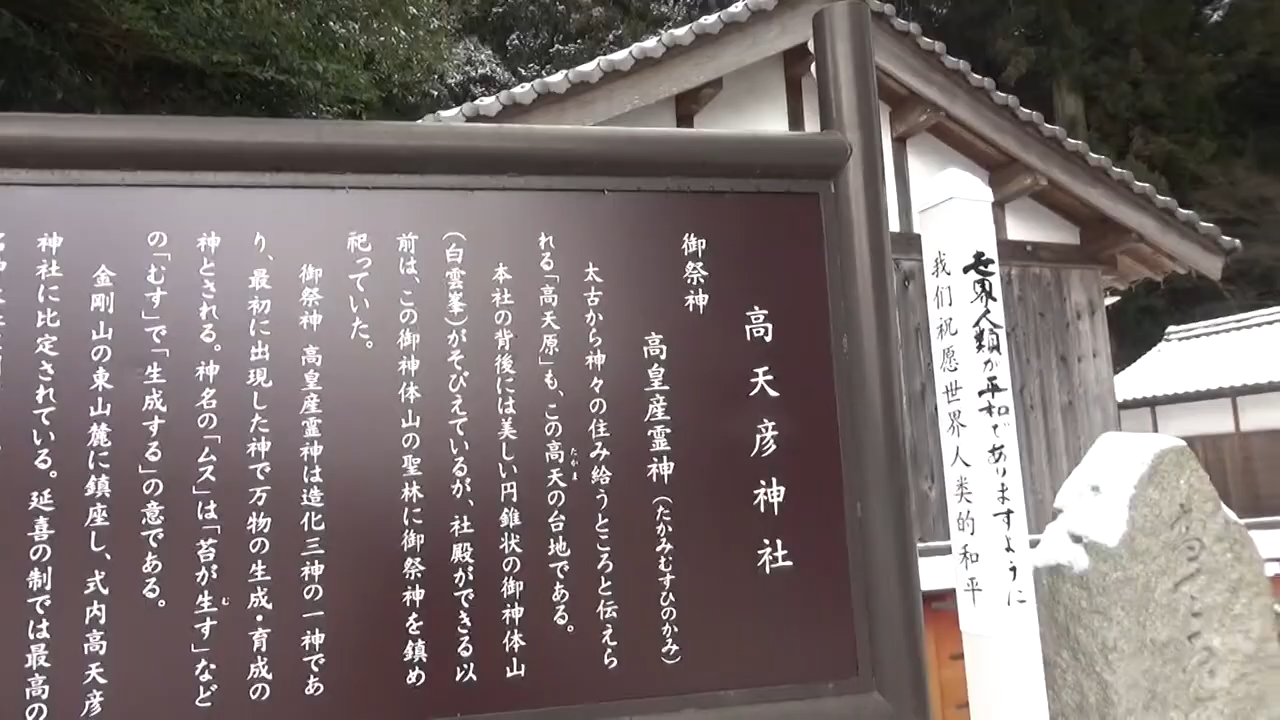 高天彦神社
御祭神
高皇産霊神（たかみむすひのかみ）
太古から神々の住み給うところと伝えら
れる「高天原」も、この高天の台地である。
たかま
本社の背後には美しい円錐状の御神体山
（白雲峯）がそびえているが、社殿ができる以
前は、この御神体山の聖林に御祭神を鎮め
祀っていた。
御祭神 高皇産霊神は造化三神の一神であ
り、最初に出現した神で万物の生成・育成の
神とされる。神名の「ムス」は「苔が生す」など
む
の「むす」で「生成する」の意である。
金剛山の東山麓に鎮座し、式内高天彦
神社に比定されている。延喜の制では最高の
世界人類が平和でありますように
我们祝愿世界人类的和平